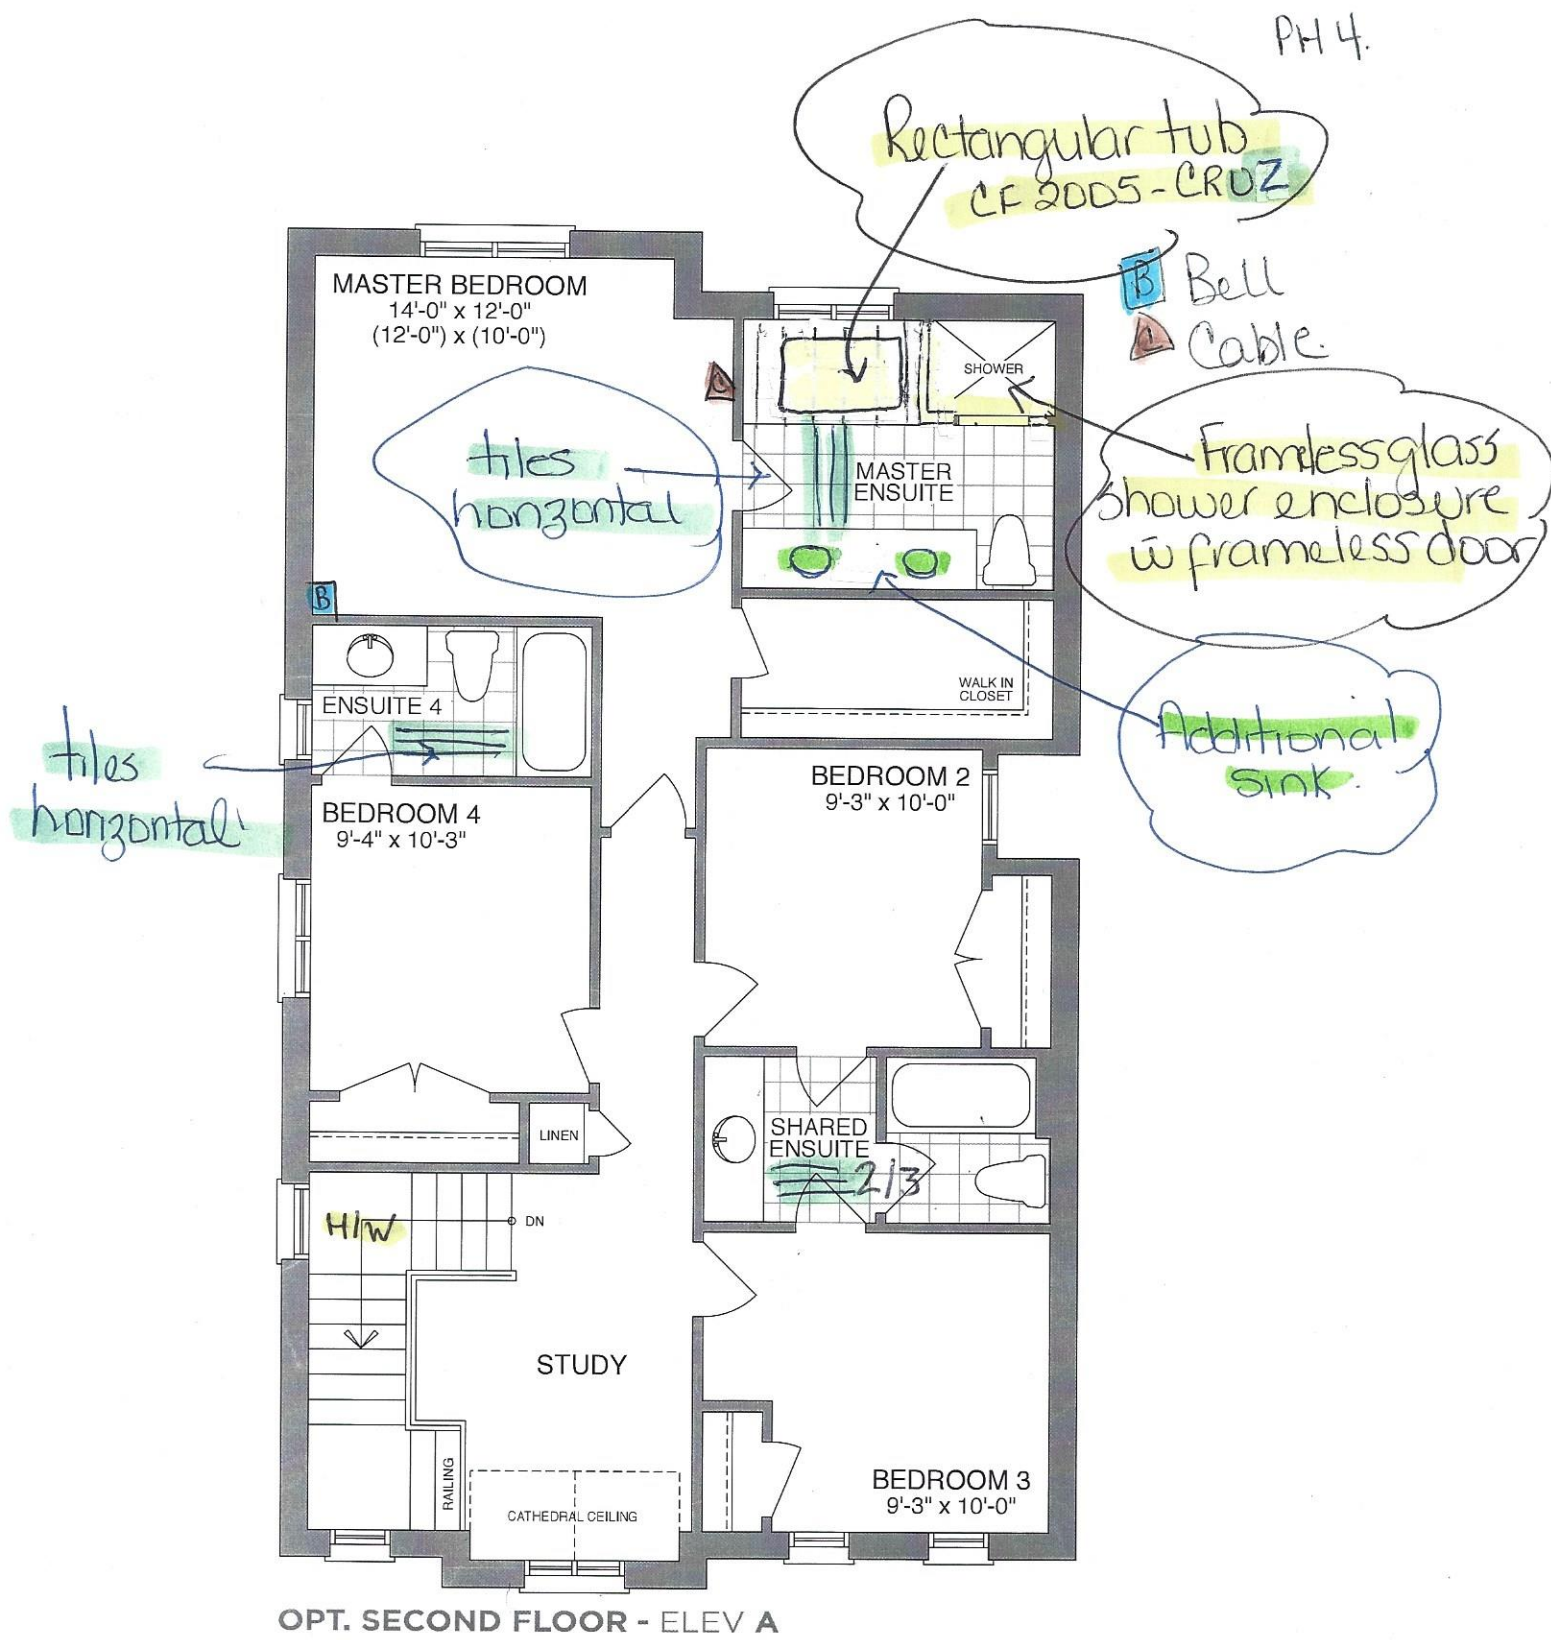 PH 4.
Rectangular tub
CF 2005 - CRUZ
B Bell
C Cable.
MASTER BEDROOM
14'-0" x 12'-0"
(12'-0") x (10'-0")
C
SHOWER
tiles
horizontal
MASTER
ENSUITE
Frameless glass
shower enclosure
w frameless door
B
WALK IN
CLOSET
Additional
sink.
ENSUITE 4
tiles
horizontal
BEDROOM 2
9'-3" x 10'-0"
BEDROOM 4
9'-4" x 10'-3"
LINEN
SHARED
ENSUITE
2/3
H/W
DN
STUDY
RAILING
CATHEDRAL CEILING
BEDROOM 3
9'-3" x 10'-0"
OPT. SECOND FLOOR - ELEV A